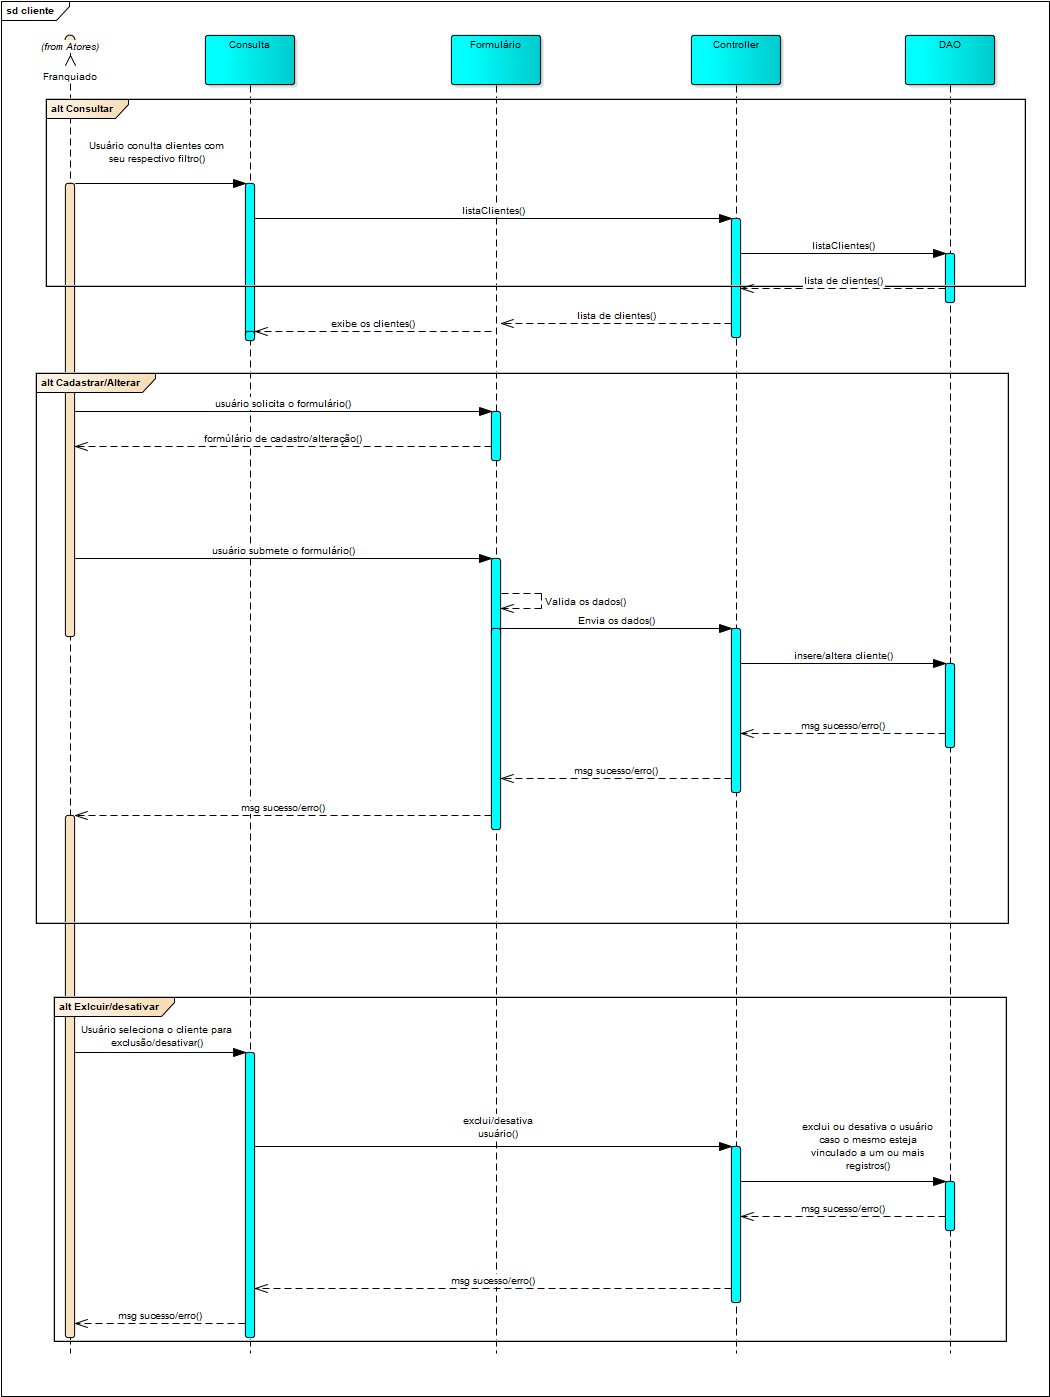 sd cliente
(from Atores)
Franquiado
Consulta
Formulário
Controller
DAO
alt Consultar
Usuário conulta clientes com
seu respectivo filtro()
listaClientes()
listaClientes()
lista de clientes()
lista de clientes()
exibe os clientes()
alt Cadastrar/Alterar
usuário solicita o formulário()
formúlário de cadastro/alteração()
usuário submete o formulário()
Valida os dados()
Envia os dados()
insere/altera cliente()
msg sucesso/erro()
msg sucesso/erro()
msg sucesso/erro()
alt Exlcuir/desativar
Usuário seleciona o cliente para
exclusão/desativar()
exclui/desativa
usuário()
exclui ou desativa o usuário
caso o mesmo esteja
vinculado a um ou mais
registros()
msg sucesso/erro()
msg sucesso/erro()
msg sucesso/erro()